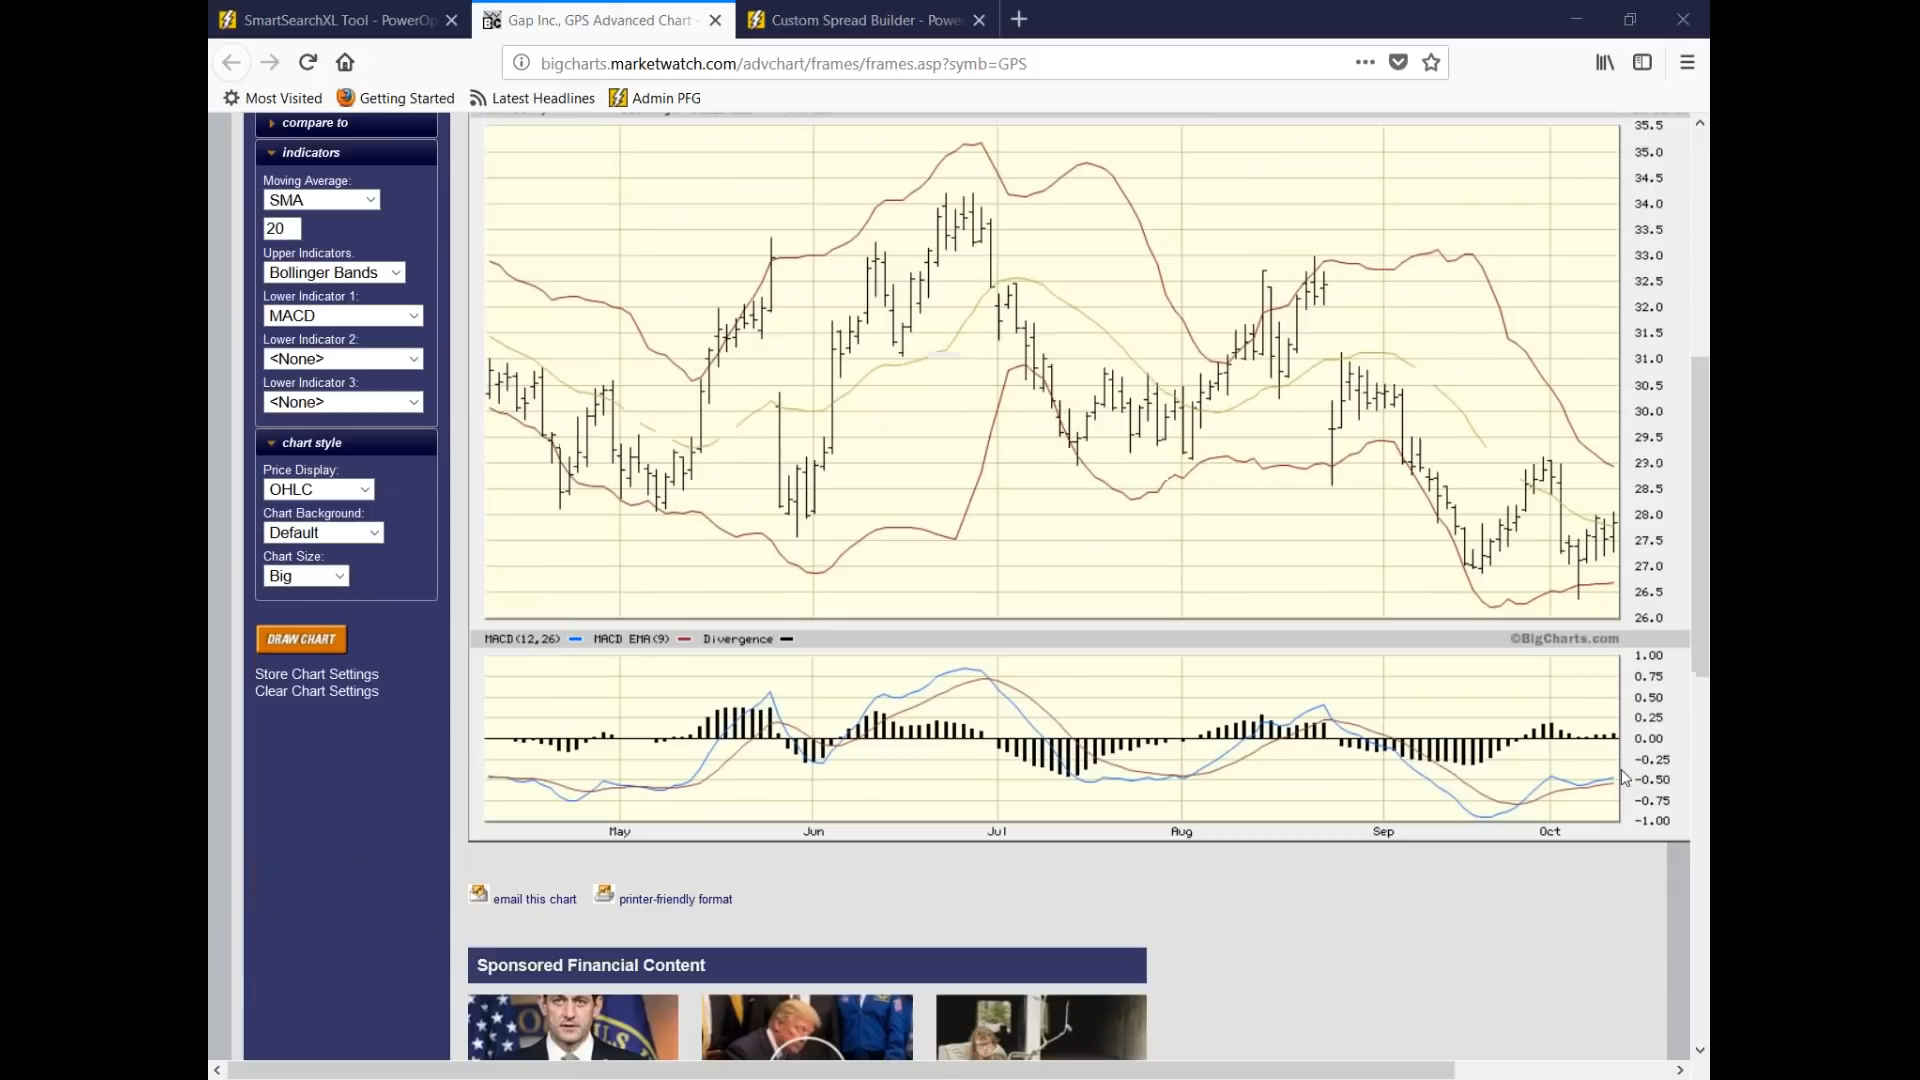 SmartSearchXL Tool - PowerOp
Gap Inc., GPS Advanced Chart -
Custom Spread Builder - Power
bigcharts.marketwatch.com/advchart/frames/frames.asp?symb=GPS
Most Visited
Getting Started
Latest Headlines
Admin PFG
compare to
indicators
Moving Average:
SMA
20
Upper Indicators.
Bollinger Bands
Lower Indicator 1:
MACD
Lower Indicator 2:
<None>
Lower Indicator 3:
<None>
chart style
Price Display:
OHLC
Chart Background:
Default
Chart Size:
Big
DRAW CHART
Store Chart Settings
Clear Chart Settings
35.5
35.0
34.5
34.0
33.5
33.0
32.5
32.0
31.5
31.0
30.5
30.0
29.5
29.0
28.5
28.0
27.5
27.0
26.5
26.0
MACD(12,26) MACD EMA(9) Divergence
©BigCharts.com
1.00
0.75
0.50
0.25
0.00
-0.25
-0.50
-0.75
-1.00
May Jun Jul Aug Sep Oct
email this chart
printer-friendly format
Sponsored Financial Content